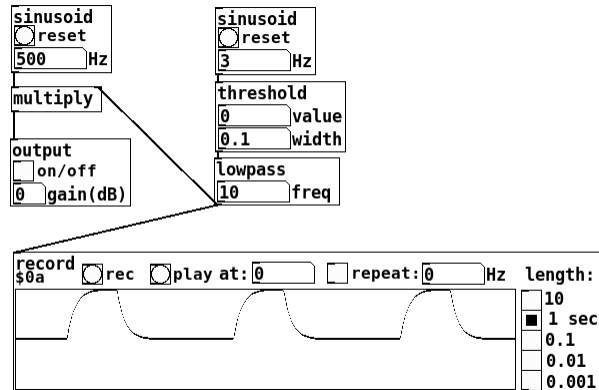 sinusoid
reset
500 Hz
multiply
output
on/off
0 gain(dB)
sinusoid
reset
3 Hz
threshold
0 value
0.1 width
lowpass
10 freq
record
$0a
rec play at: 0 repeat: 0 Hz
length:
10
1 sec
0.1
0.01
0.001